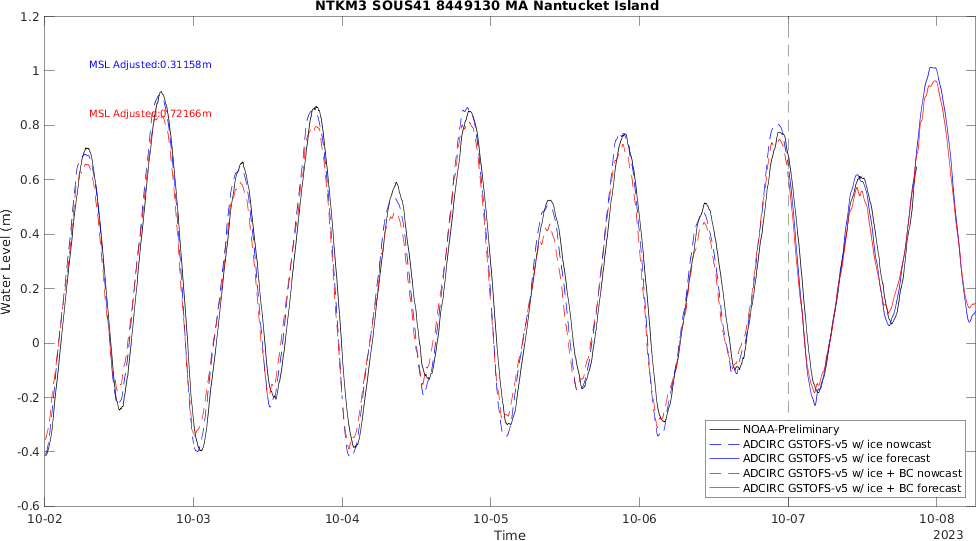 NTKM3 SOUS41 8449130 MA Nantucket Island
1.2
1
0.8
0.6
0.4
0.2
0
-0.2
-0.4
-0.6
Water Level (m)
MSL Adjusted:0.31158m
MSL Adjusted:0.72166m
NOAA-Preliminary
ADCIRC GSTOFS-v5 w/ ice nowcast
ADCIRC GSTOFS-v5 w/ ice forecast
ADCIRC GSTOFS-v5 w/ ice + BC nowcast
ADCIRC GSTOFS-v5 w/ ice + BC forecast
10-02 10-03 10-04 10-05 10-06 10-07 10-08
Time
2023